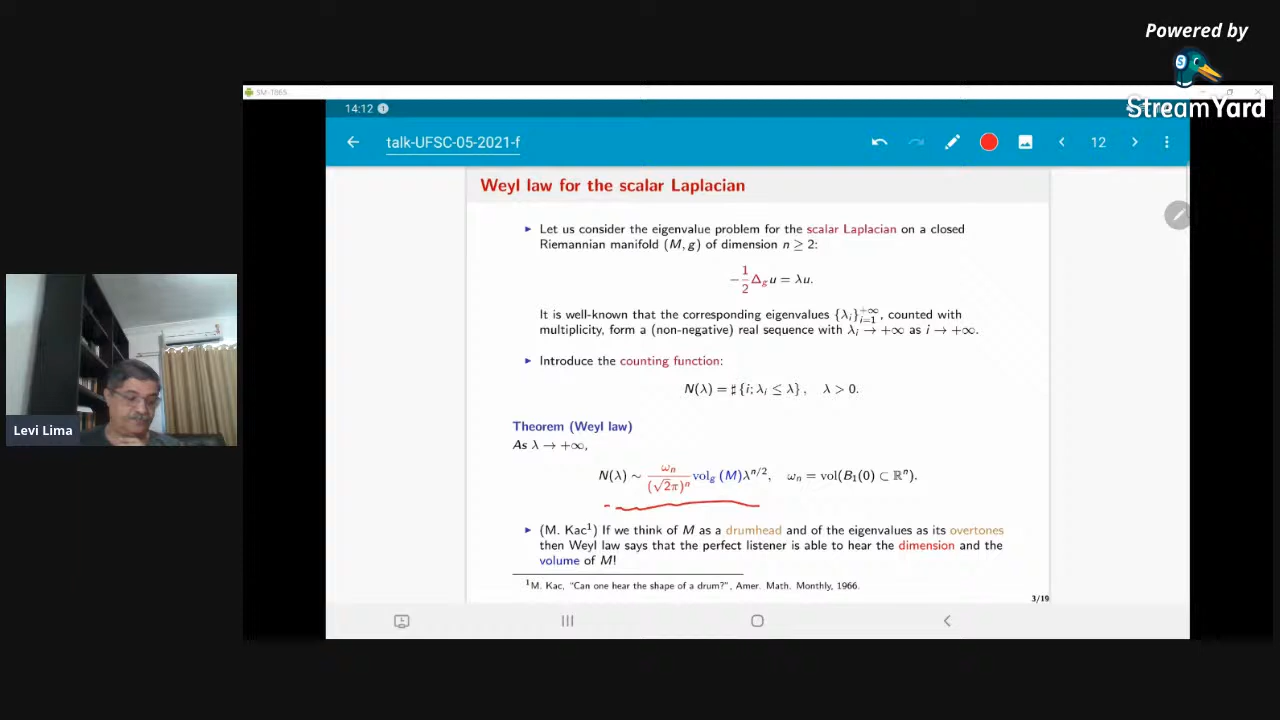 Powered by
StreamYard
SM-T865...
14:12
talk-UFSC-05-2021-f
12
Weyl law for the scalar Laplacian
► Let us consider the eigenvalue problem for the scalar Laplacian on a closed
Riemannian manifold (M, g) of dimension n ≥ 2:
−1/2 Δ_g u = λu.
It is well-known that the corresponding eigenvalues {λ_i}_{i=1}^{+∞}, counted with
multiplicity, form a (non-negative) real sequence with λ_i → +∞ as i → +∞.
► Introduce the counting function:
N(λ) = ♯ {i; λ_i ≤ λ} , λ > 0.
Theorem (Weyl law)
As λ → +∞,
N(λ) ∼ ω_n/(√2π)^n vol_g (M)λ^{n/2}, ω_n = vol(B_1(0) ⊂ ℝ^n).
► (M. Kac¹) If we think of M as a drumhead and of the eigenvalues as its overtones
then Weyl law says that the perfect listener is able to hear the dimension and the
volume of M!
¹M. Kac, “Can one hear the shape of a drum?”, Amer. Math. Monthly, 1966.
3/19
Levi Lima